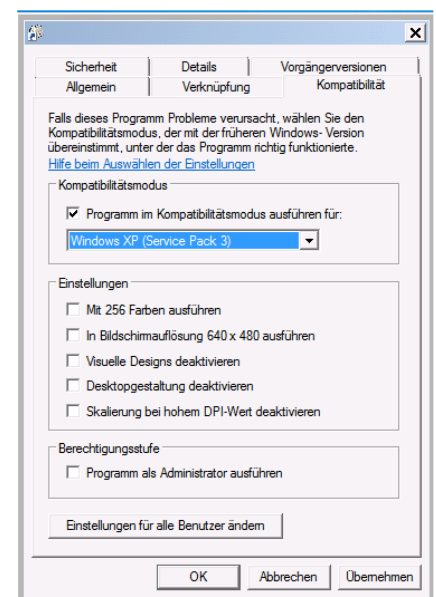 Sicherheit Details Vorgängerversionen
Allgemein Verknüpfung Kompatibilität
Falls dieses Programm Probleme verursacht, wählen Sie den
Kompatibilitätsmodus, der mit der früheren Windows- Version
übereinstimmt, unter der das Programm richtig funktionierte.
Hilfe beim Auswählen der Einstellungen
Kompatibilitätsmodus
Programm im Kompatibilitätsmodus ausführen für:
Windows XP (Service Pack 3)
Einstellungen
Mit 256 Farben ausführen
In Bildschirmauflösung 640 x 480 ausführen
Visuelle Designs deaktivieren
Desktopgestaltung deaktivieren
Skalierung bei hohem DPI-Wert deaktivieren
Berechtigungsstufe
Programm als Administrator ausführen
Einstellungen für alle Benutzer ändern
OK Abbrechen Übernehmen